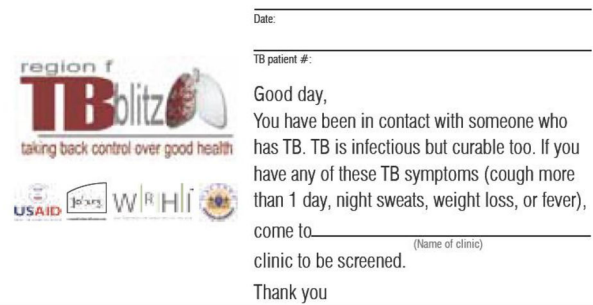 region f
TB blitz
taking back control over good health
USAID
Jo'burg
WRHI
Date:
TB patient #:
Good day,
You have been in contact with someone who
has TB. TB is infectious but curable too. If you
have any of these TB symptoms (cough more
than 1 day, night sweats, weight loss, or fever),
come to
(Name of clinic)
clinic to be screened.
Thank you